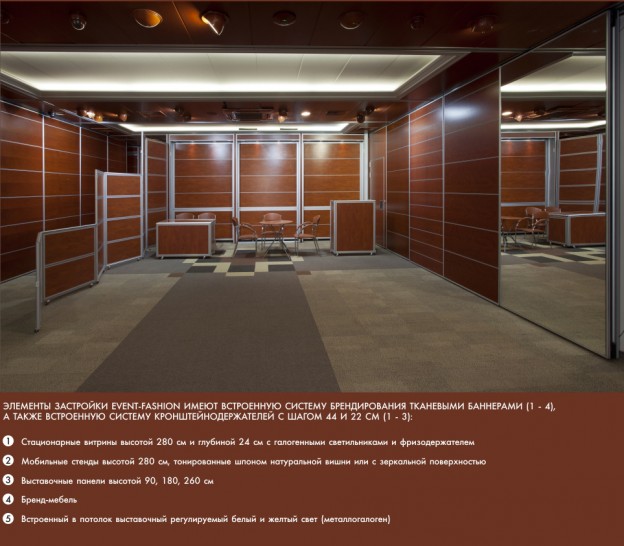 ЭЛЕМЕНТЫ ЗАСТРОЙКИ EVENT-FASHION ИМЕЮТ ВСТРОЕННУЮ СИСТЕМУ БРЕНДИРОВАНИЯ ТКАНЕВЫМИ БАННЕРАМИ (1 - 4),
А ТАКЖЕ ВСТРОЕННУЮ СИСТЕМУ КРОНШТЕЙНОДЕРЖАТЕЛЕЙ С ШАГОМ 44 И 22 СМ (1 - 3):
1 Стационарные витрины высотой 280 см и глубиной 24 см с галогенными светильниками и фризодержателем
2 Мобильные стенды высотой 280 см, тонированные шпоном натуральной вишни или с зеркальной поверхностью
3 Выставочные панели высотой 90, 180, 260 см
4 Бренд-мебель
5 Встроенный в потолок выставочный регулируемый белый и желтый свет (металлогалоген)